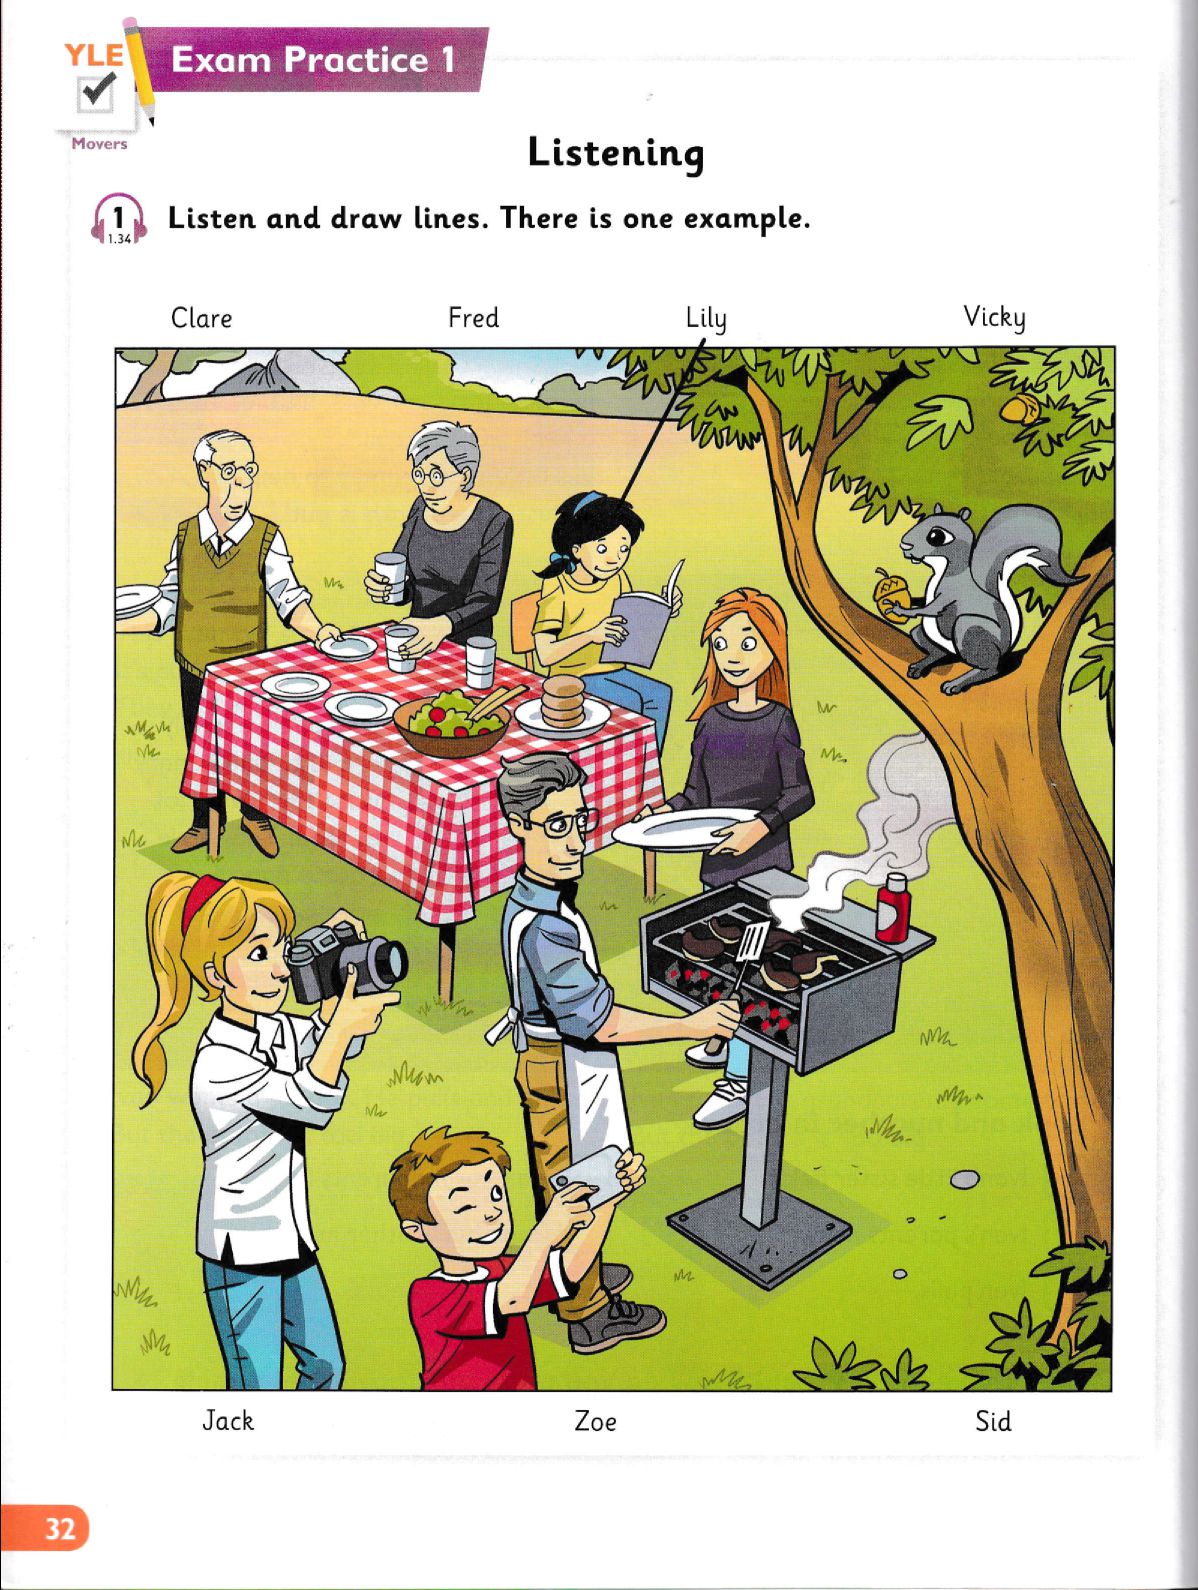 YLE
Exam Practice 1
Movers
Listening
1
1.34
Listen and draw lines. There is one example.
Clare Fred Lily Vicky
Jack Zoe Sid
32